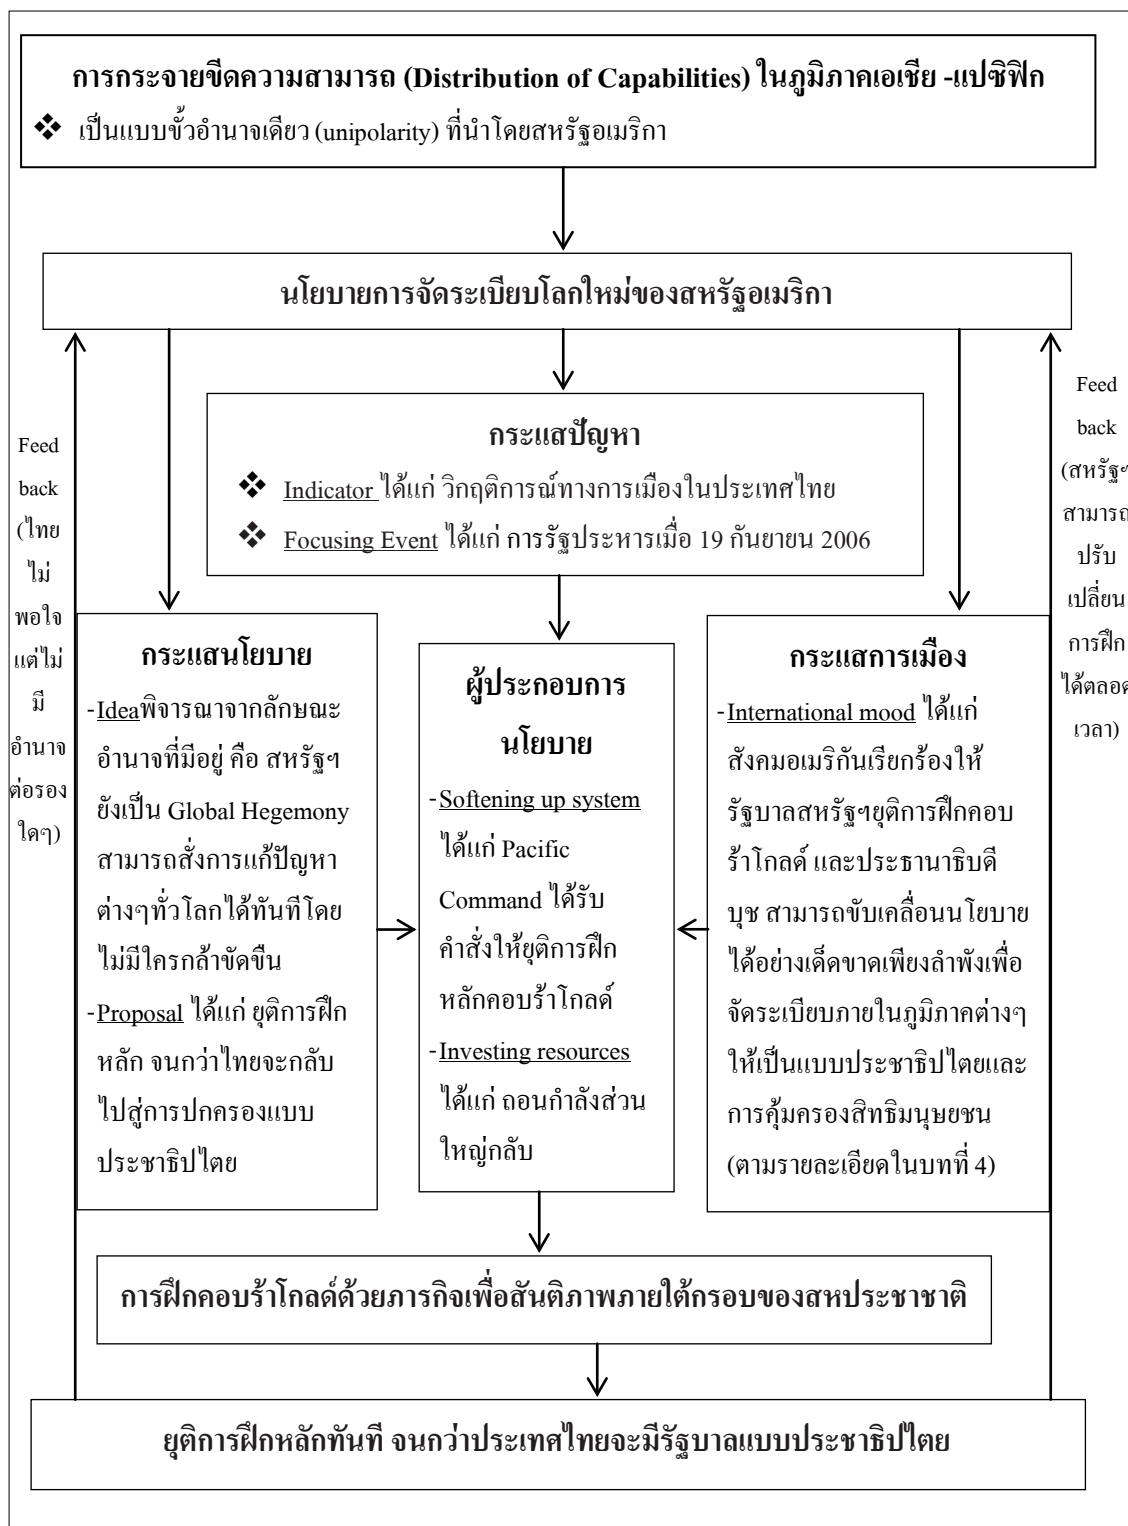 การกระจายขีดความสามารถ (Distribution of Capabilities) ในภูมิภาคเอเชีย -แปซิฟิก
❖ เป็นแบบขั้วอำนาจเดียว (unipolarity) ที่นำโดยสหรัฐอเมริกา
นโยบายการจัดระเบียบโลกใหม่ของสหรัฐอเมริกา
กระแสปัญหา
❖ Indicator ได้แก่ วิกฤติการณ์ทางการเมืองในประเทศไทย
❖ Focusing Event ได้แก่ การรัฐประหารเมื่อ 19 กันยายน 2006
Feed
back
(ไทย
ไม่
พอใจ
แต่ไม่
มี
อำนาจ
ต่อรอง
ใดๆ)
กระแสนโยบาย
-Ideaพิจารณาจากลักษณะ
อำนาจที่มีอยู่ คือ สหรัฐฯ
ยังเป็น Global Hegemony
สามารถสั่งการแก้ปัญหา
ต่างๆทั่วโลกได้ทันทีโดย
ไม่มีใครกล้าขัดขืน
-Proposal ได้แก่ ยุติการฝึก
หลัก จนกว่าไทยจะกลับ
ไปสู่การปกครองแบบ
ประชาธิปไตย
ผู้ประกอบการ
นโยบาย
-Softening up system
ได้แก่ Pacific
Command ได้รับ
คำสั่งให้ยุติการฝึก
หลักคอบร้าโกลด์
-Investing resources
ได้แก่ ถอนกำลังส่วน
ใหญ่กลับ
กระแสการเมือง
-International mood ได้แก่
สังคมอเมริกันเรียกร้องให้
รัฐบาลสหรัฐฯยุติการฝึกคอบ
ร้าโกลด์ และประธานาธิบดี
บุช สามารถขับเคลื่อนนโยบาย
ได้อย่างเด็ดขาดเพียงลำพังเพื่อ
จัดระเบียบภายในภูมิภาคต่างๆ
ให้เป็นแบบประชาธิปไตยและ
การคุ้มครองสิทธิมนุษยชน
(ตามรายละเอียดในบทที่ 4)
Feed
back
(สหรัฐฯ
สามารถ
ปรับ
เปลี่ยน
การฝึก
ได้ตลอด
เวลา)
การฝึกคอบร้าโกลด์ด้วยภารกิจเพื่อสันติภาพภายใต้กรอบของสหประชาชาติ
ยุติการฝึกหลักทันที จนกว่าประเทศไทยจะมีรัฐบาลแบบประชาธิปไตย